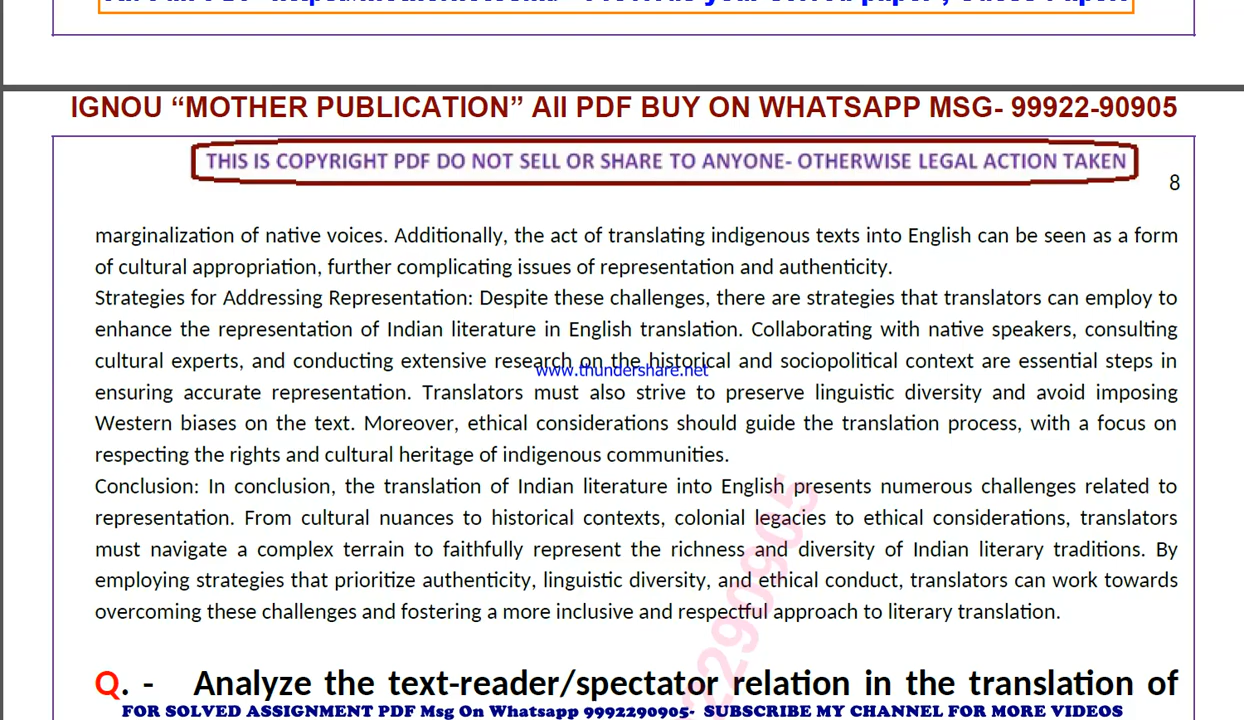 IGNOU “MOTHER PUBLICATION” All PDF BUY ON WHATSAPP MSG- 99922-90905
THIS IS COPYRIGHT PDF DO NOT SELL OR SHARE TO ANYONE- OTHERWISE LEGAL ACTION TAKEN
8
marginalization of native voices. Additionally, the act of translating indigenous texts into English can be seen as a form
of cultural appropriation, further complicating issues of representation and authenticity.
Strategies for Addressing Representation: Despite these challenges, there are strategies that translators can employ to
enhance the representation of Indian literature in English translation. Collaborating with native speakers, consulting
cultural experts, and conducting extensive research on the historical and sociopolitical context are essential steps in
www.thundershare.net
ensuring accurate representation. Translators must also strive to preserve linguistic diversity and avoid imposing
Western biases on the text. Moreover, ethical considerations should guide the translation process, with a focus on
respecting the rights and cultural heritage of indigenous communities.
Conclusion: In conclusion, the translation of Indian literature into English presents numerous challenges related to
representation. From cultural nuances to historical contexts, colonial legacies to ethical considerations, translators
must navigate a complex terrain to faithfully represent the richness and diversity of Indian literary traditions. By
employing strategies that prioritize authenticity, linguistic diversity, and ethical conduct, translators can work towards
overcoming these challenges and fostering a more inclusive and respectful approach to literary translation.
2290905
Q. - Analyze the text-reader/spectator relation in the translation of
FOR SOLVED ASSIGNMENT PDF Msg On Whatsapp 9992290905- SUBSCRIBE MY CHANNEL FOR MORE VIDEOS